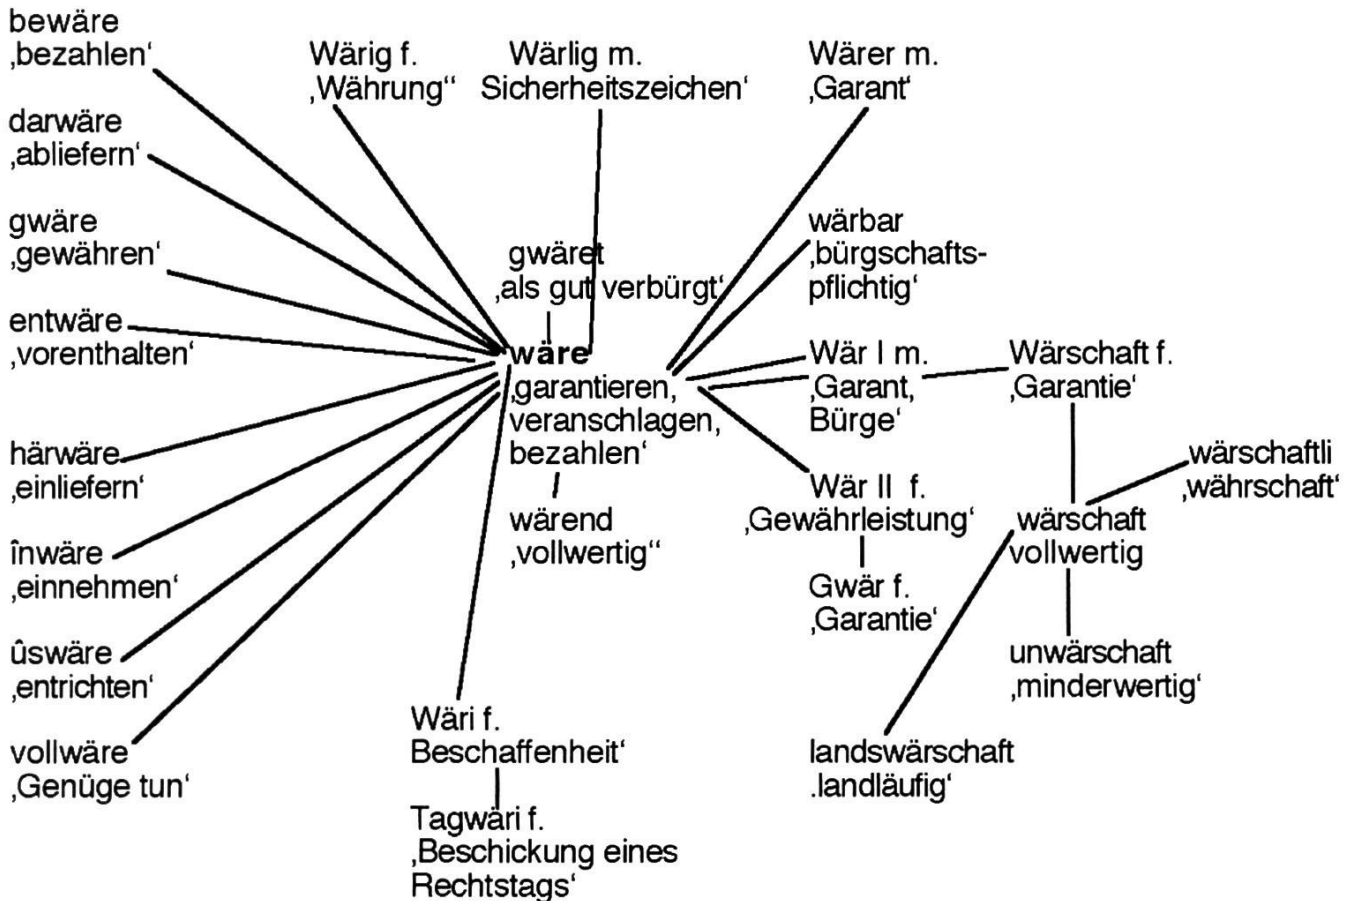 bewäre
‚bezahlen‘
darwäre
‚abliefern‘
gwäre
‚gewähren‘
entwäre
‚vorenthalten‘
härwäre
‚einliefern‘
înwäre
‚einnehmen‘
ûswäre
‚entrichten‘
vollwäre
‚Genüge tun‘
Wärig f.
‚Währung“
Wärlig m.
Sicherheitszeichen‘
gwäret
‚als gut verbürgt‘
wäre
‚garantieren,
veranschlagen,
bezahlen‘
wärend
‚vollwertig“
Wäri f.
Beschaffenheit‘
Tagwäri f.
‚Beschickung eines
Rechtstags‘
Wärer m.
‚Garant‘
wärbar
‚bürgschafts-
pflichtig‘
Wär I m.
‚Garant,
Bürge‘
Wär II f.
‚Gewährleistung‘
Gwär f.
‚Garantie‘
Wärschaft f.
‚Garantie‘
wärschaftli
‚währschaft‘
wärschaft
vollwertig
unwärschaft
‚minderwertig‘
landswärschaft
.landläufig‘